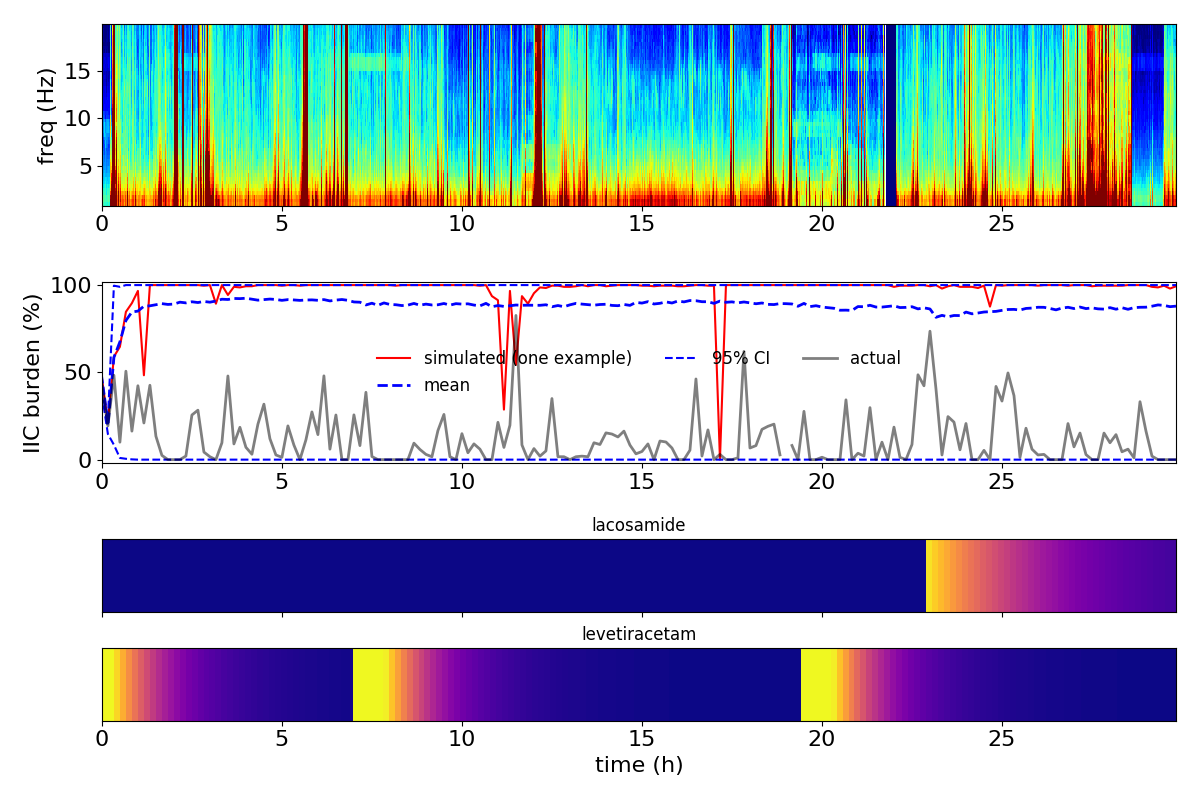 freq (Hz)
15
10
5
0 5 10 15 20 25
IIC burden (%)
100
50
0
simulated (one example) 95% CI actual
mean
0 5 10 15 20 25
lacosamide
levetiracetam
0 5 10 15 20 25
time (h)